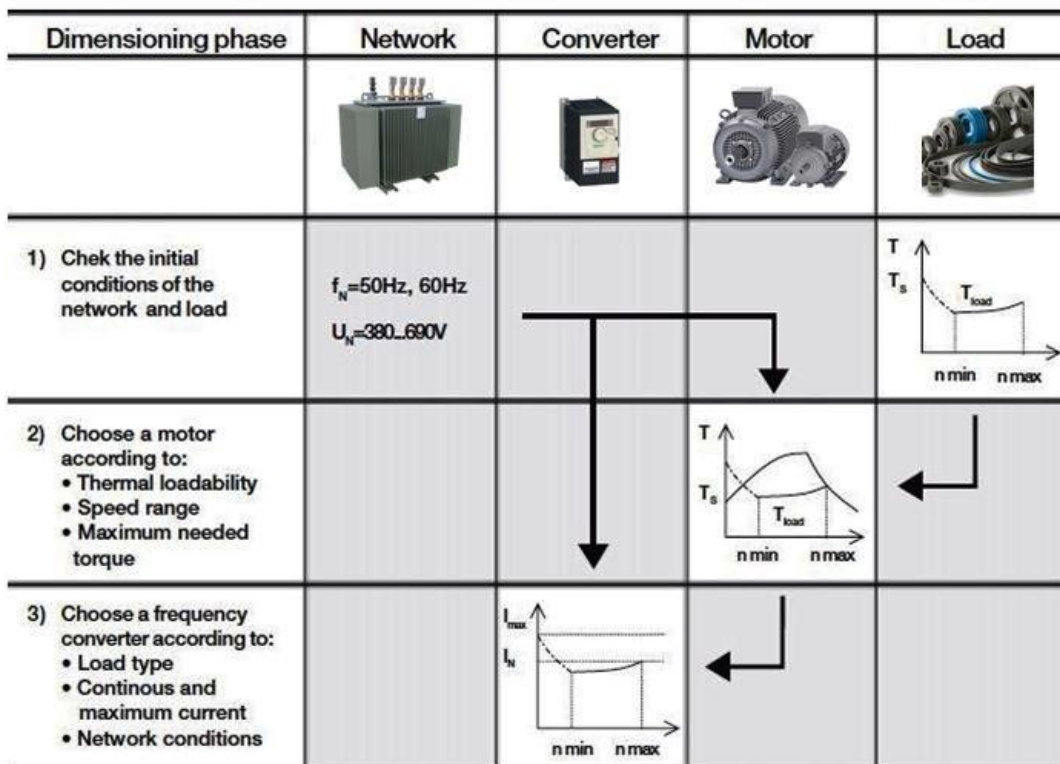 Dimensioning phase
Network
Converter
Motor
Load
1) Chek the initial
conditions of the
network and load
f_N=50Hz, 60Hz
U_N=380...690V
T
T_S
T_load
n min n max
2) Choose a motor
according to:
• Thermal loadability
• Speed range
• Maximum needed
torque
T
T_S
T_load
n min n max
3) Choose a frequency
converter according to:
• Load type
• Continous and
maximum current
• Network conditions
I_max
I_N
n min n max